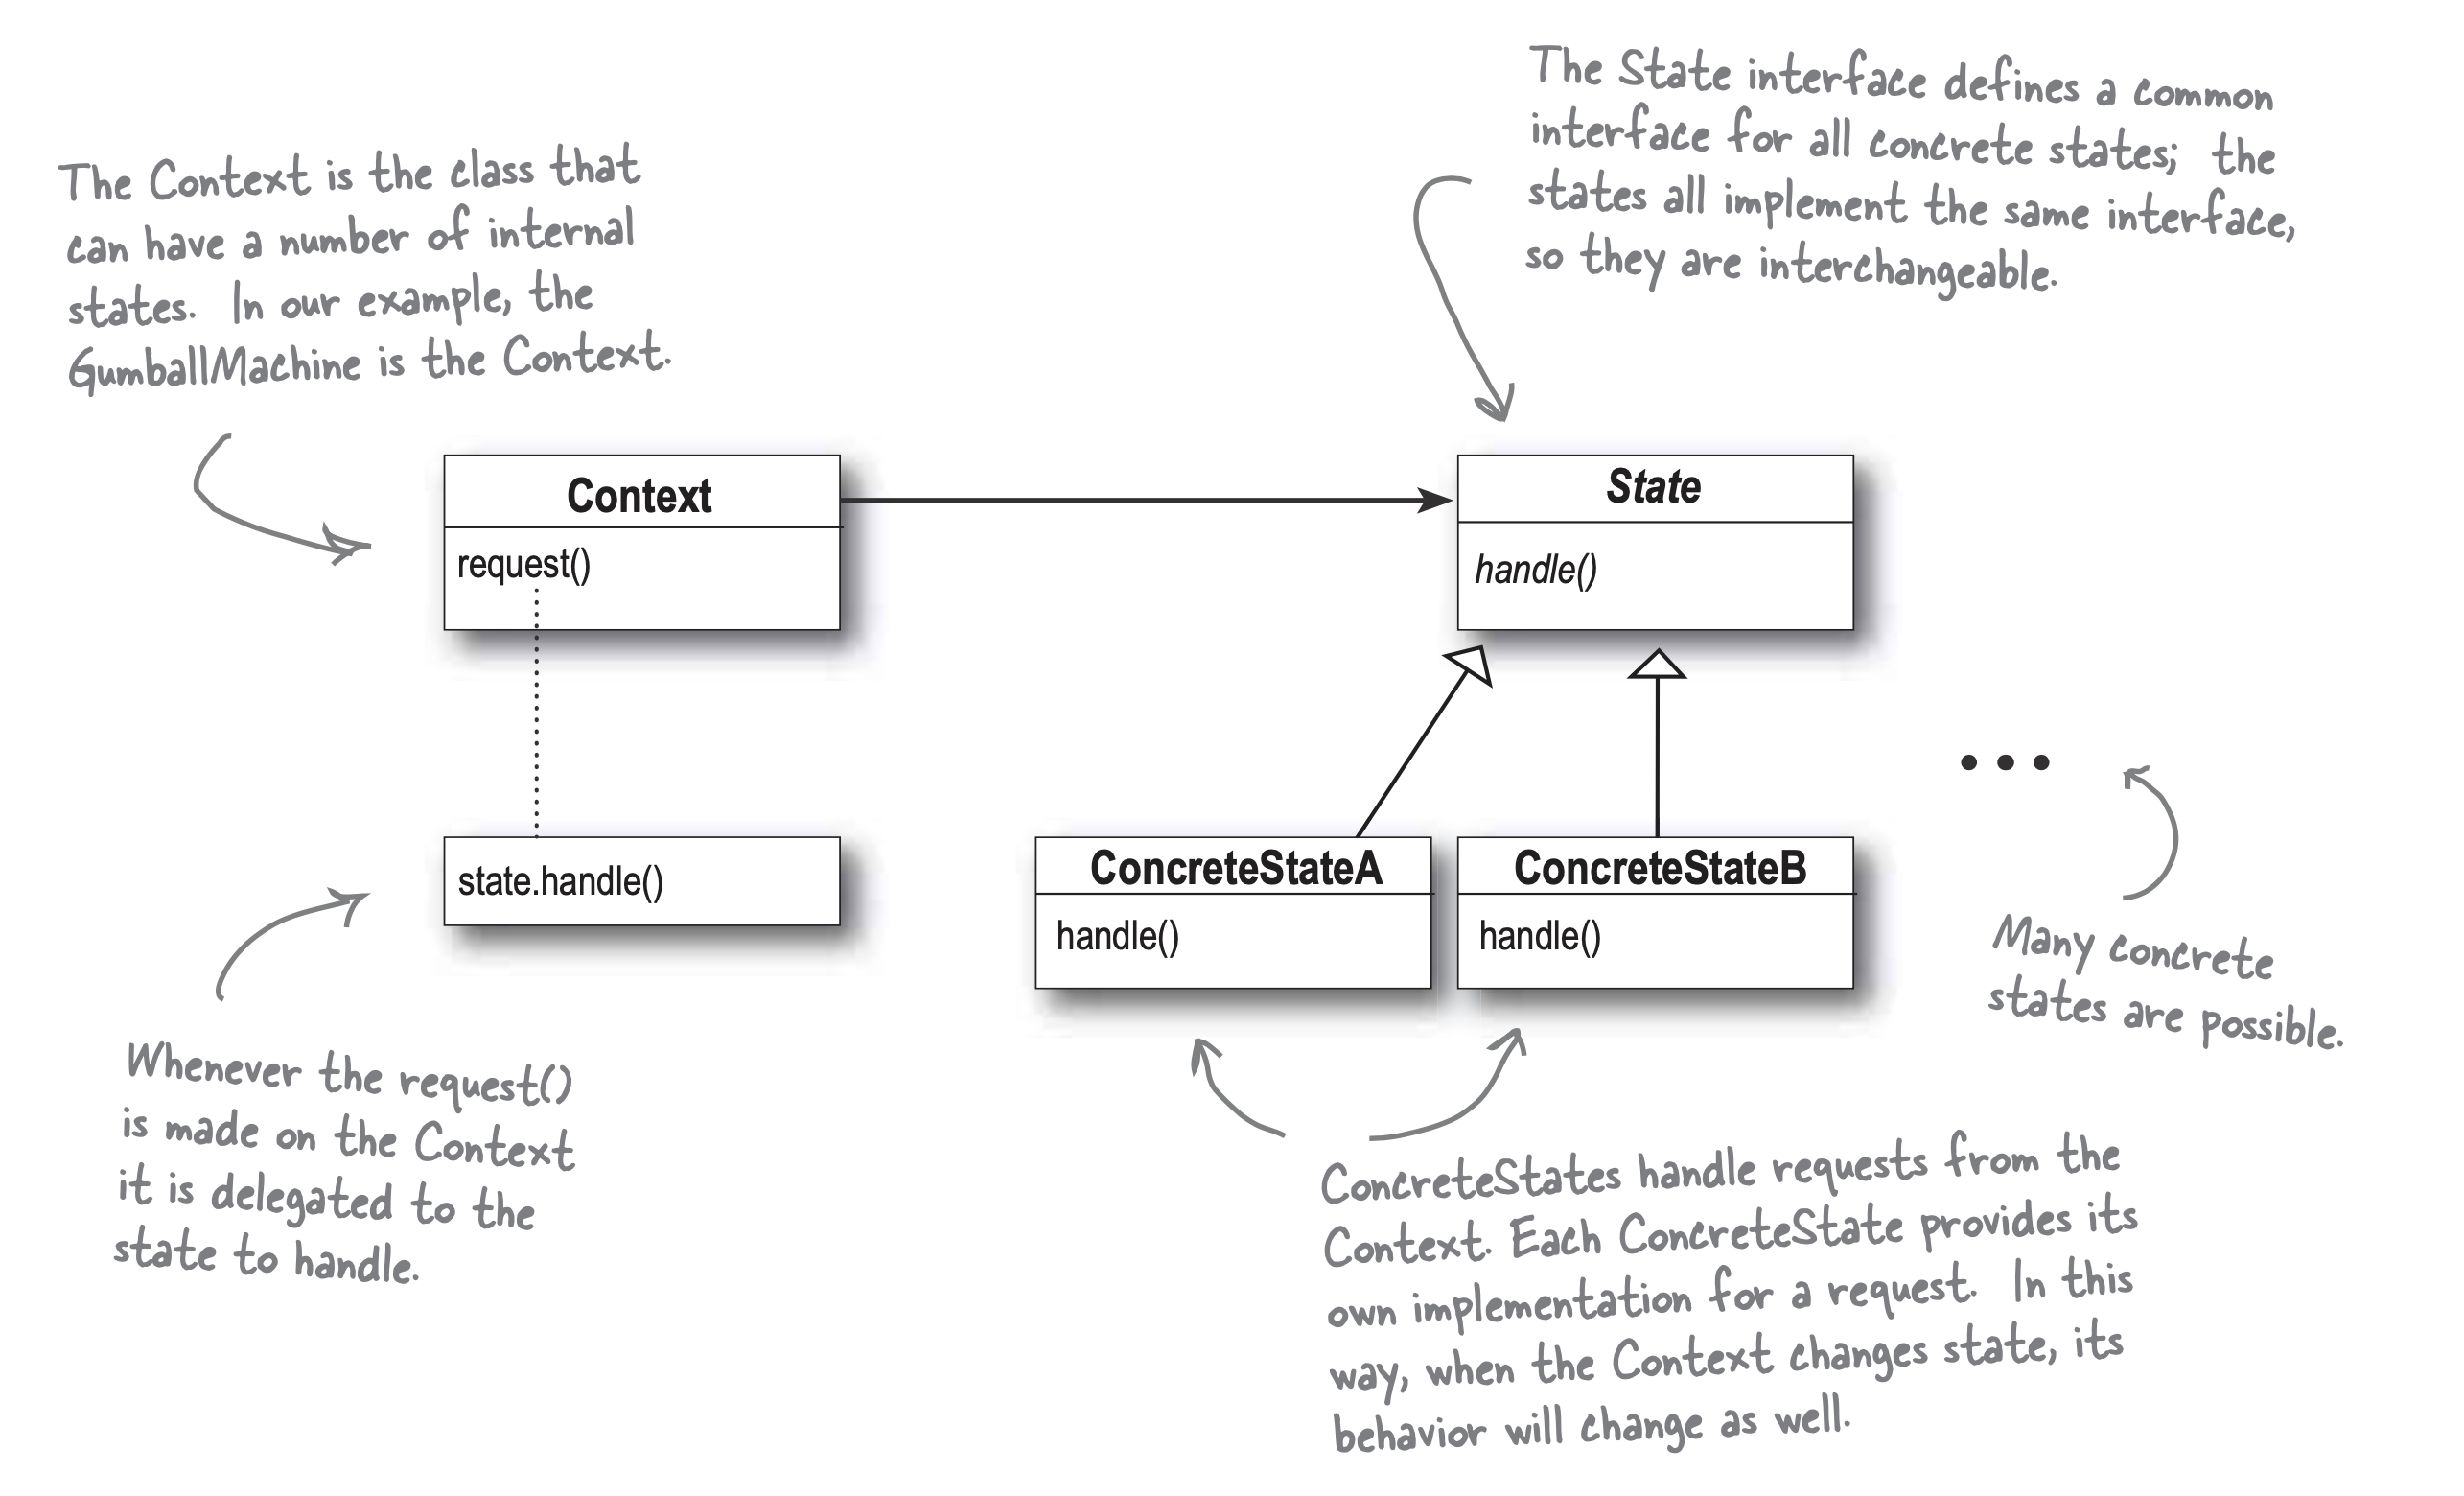 The Context is the class that
can have a number of internal
states. In our example, the
GumballMachine is the Context.
The State interface defines a common
interface for all concrete states; the
states all implement the same interface,
so they are interchangeable.
Context
request()
State
handle()
state.handle()
ConcreteStateA
handle()
ConcreteStateB
handle()
Many concrete
states are possible.
Whenever the request()
is made on the Context
it is delegated to the
state to handle.
ConcreteStates handle requests from the
Context. Each ConcreteState provides its
own implementation for a request. In this
way, when the Context changes state, its
behavior will change as well.